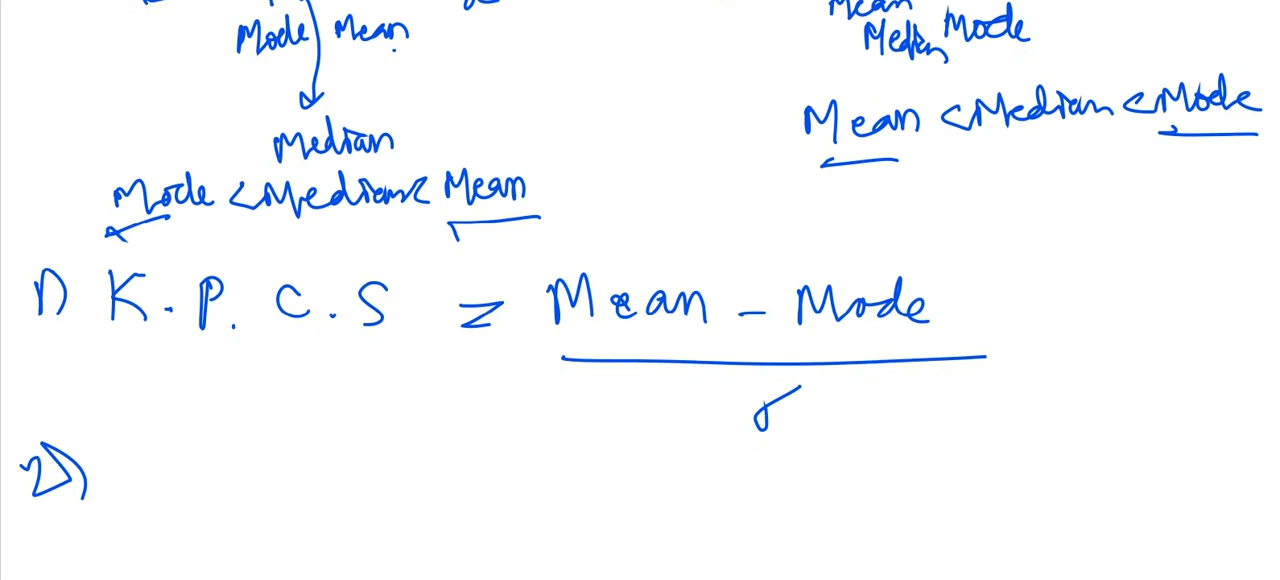 Mode Mean
Median
Mode < Median < Mean
Mean
Median Mode
Mean < Median < Mode
1) K.P.C.S = Mean - Mode
σ
2)